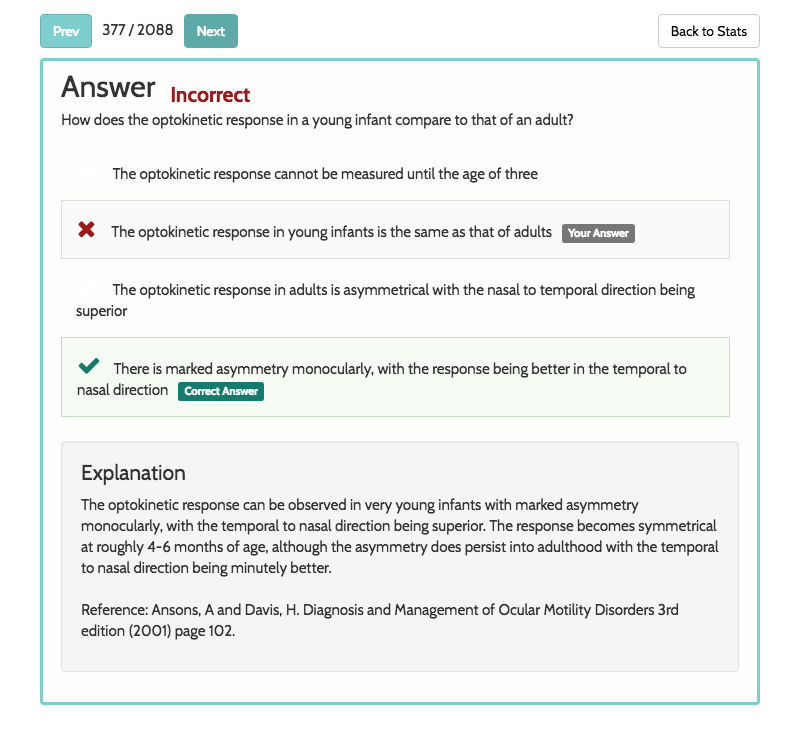 Prev 377 / 2088 Next Back to Stats
Answer Incorrect
How does the optokinetic response in a young infant compare to that of an adult?
The optokinetic response cannot be measured until the age of three
The optokinetic response in young infants is the same as that of adults Your Answer
The optokinetic response in adults is asymmetrical with the nasal to temporal direction being
superior
There is marked asymmetry monocularly, with the response being better in the temporal to
nasal direction Correct Answer
Explanation
The optokinetic response can be observed in very young infants with marked asymmetry
monocularly, with the temporal to nasal direction being superior. The response becomes symmetrical
at roughly 4-6 months of age, although the asymmetry does persist into adulthood with the temporal
to nasal direction being minutely better.
Reference: Ansons, A and Davis, H. Diagnosis and Management of Ocular Motility Disorders 3rd
edition (2001) page 102.